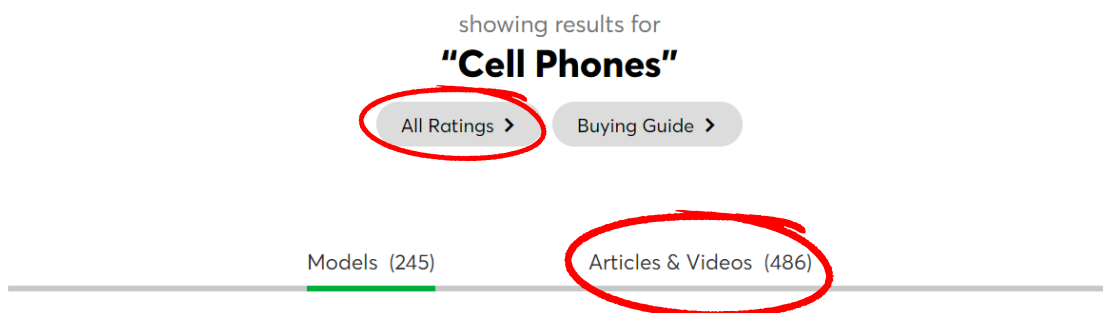 showing results for
“Cell Phones”
All Ratings
Buying Guide
Models (245)
Articles & Videos (486)